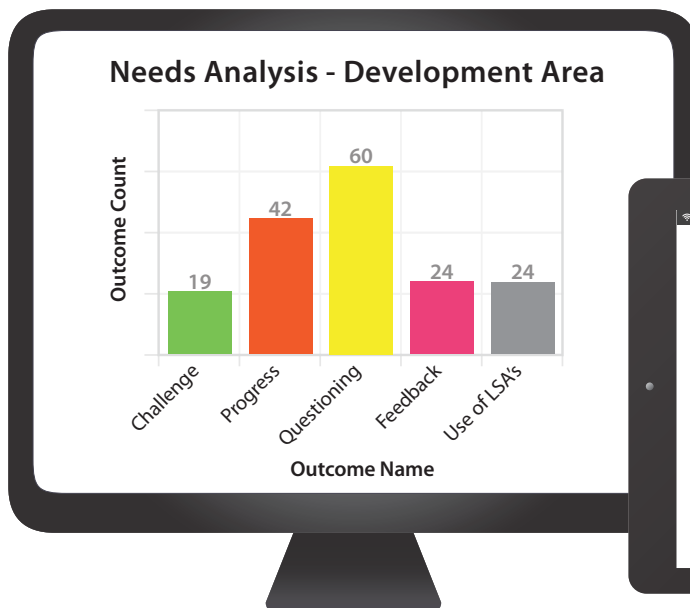 Needs Analysis - Development Area
Outcome Count
60
42
24
24
19
Challenge
Progress
Questioning
Feedback
Use of LSA's
Outcome Name